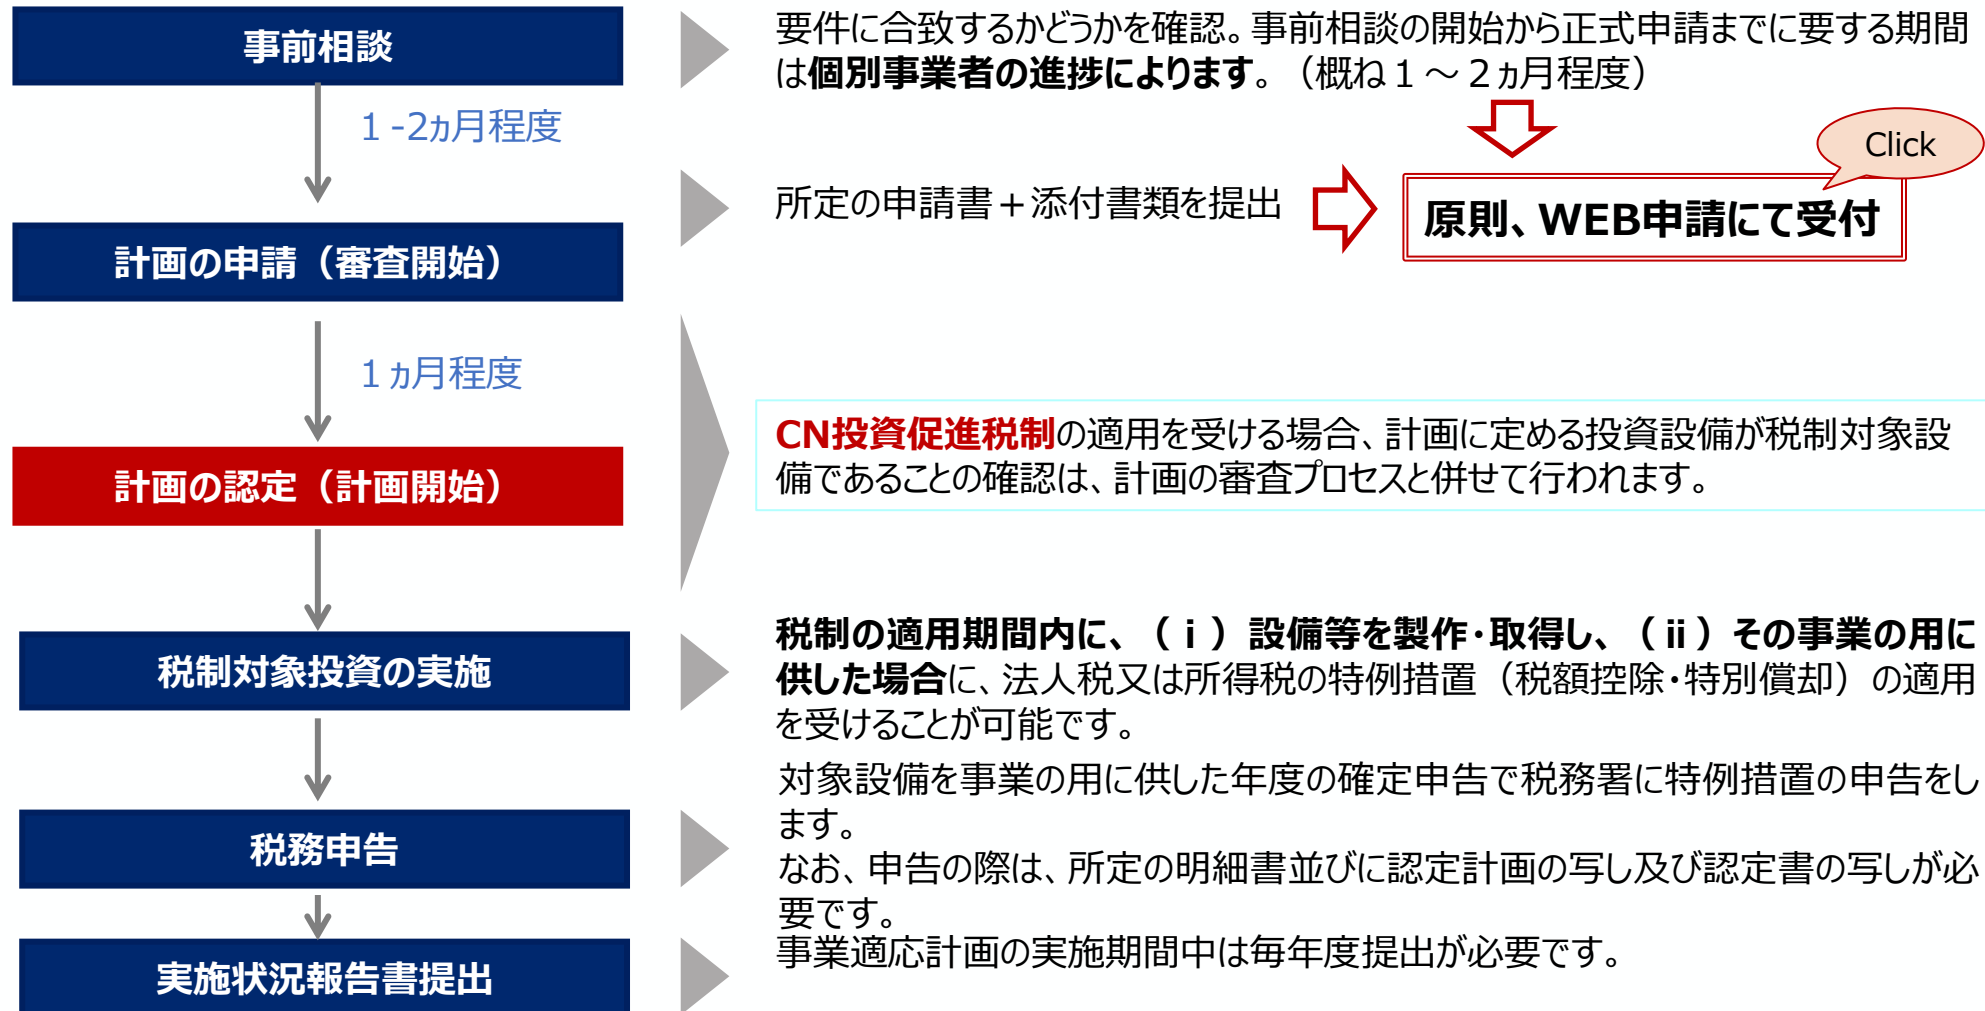 事前相談
要件に合致するかどうかを確認。事前相談の開始から正式申請までに要する期間
は個別事業者の進捗によります。（概ね１～２ヵ月程度）
１-2ヵ月程度
Click
所定の申請書＋添付書類を提出
原則、WEB申請にて受付
計画の申請（審査開始）
１ヵ月程度
CN投資促進税制の適用を受ける場合、計画に定める投資設備が税制対象設
備であることの確認は、計画の審査プロセスと併せて行われます。
計画の認定（計画開始）
税制の適用期間内に、（ⅰ）設備等を製作・取得し、（ⅱ）その事業の用に
供した場合に、法人税又は所得税の特例措置（税額控除・特別償却）の適用
を受けることが可能です。
税制対象投資の実施
対象設備を事業の用に供した年度の確定申告で税務署に特例措置の申告をし
ます。
なお、申告の際は、所定の明細書並びに認定計画の写し及び認定書の写しが必
要です。
税務申告
事業適応計画の実施期間中は毎年度提出が必要です。
実施状況報告書提出